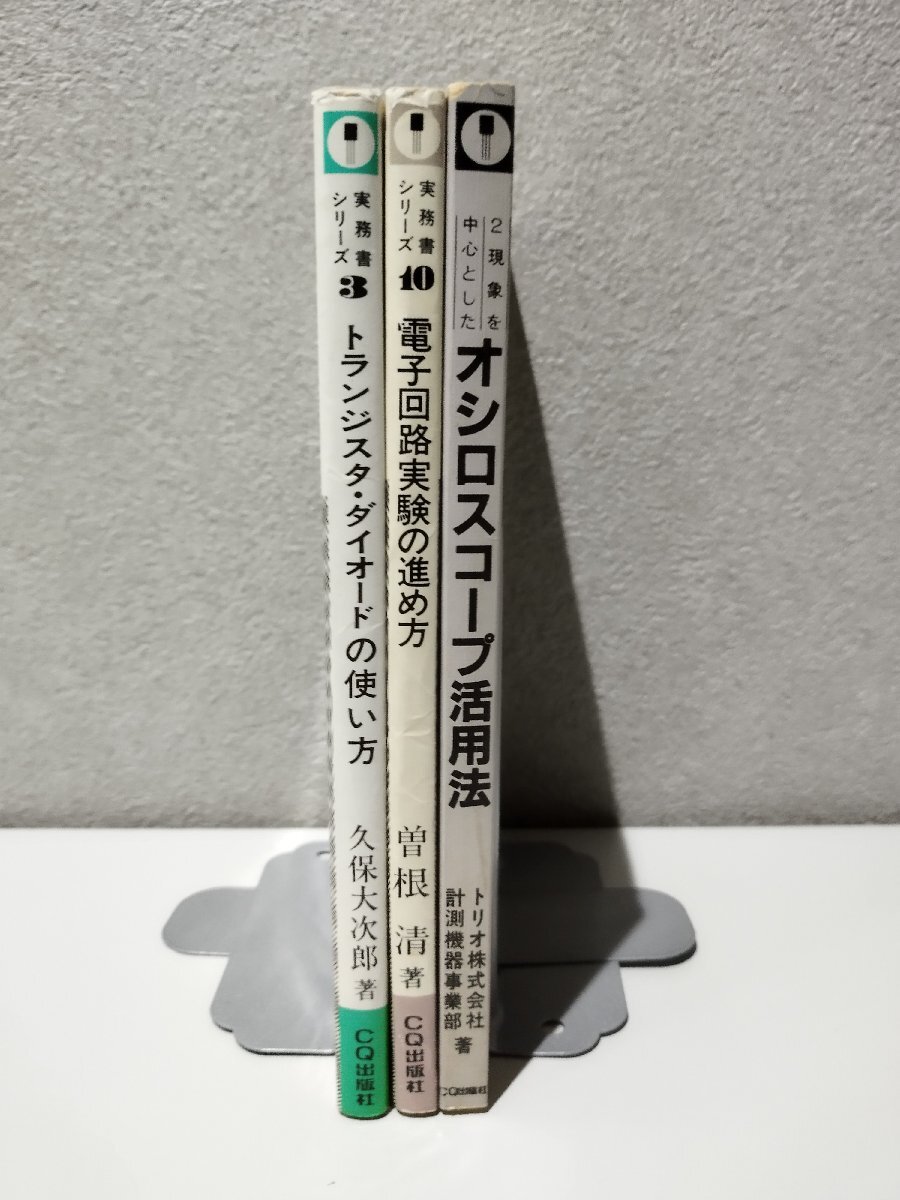 実務書
シリーズ
3
トランジスタ・ダイオードの使い方
久保大次郎著
CQ出版社
実務書
シリーズ
10
電子回路実験の進め方
曽根 清著
CQ出版社
2現象を
中心とした
オシロスコープ活用法
トリオ株式会社
計測機器事業部
著
CQ出版社